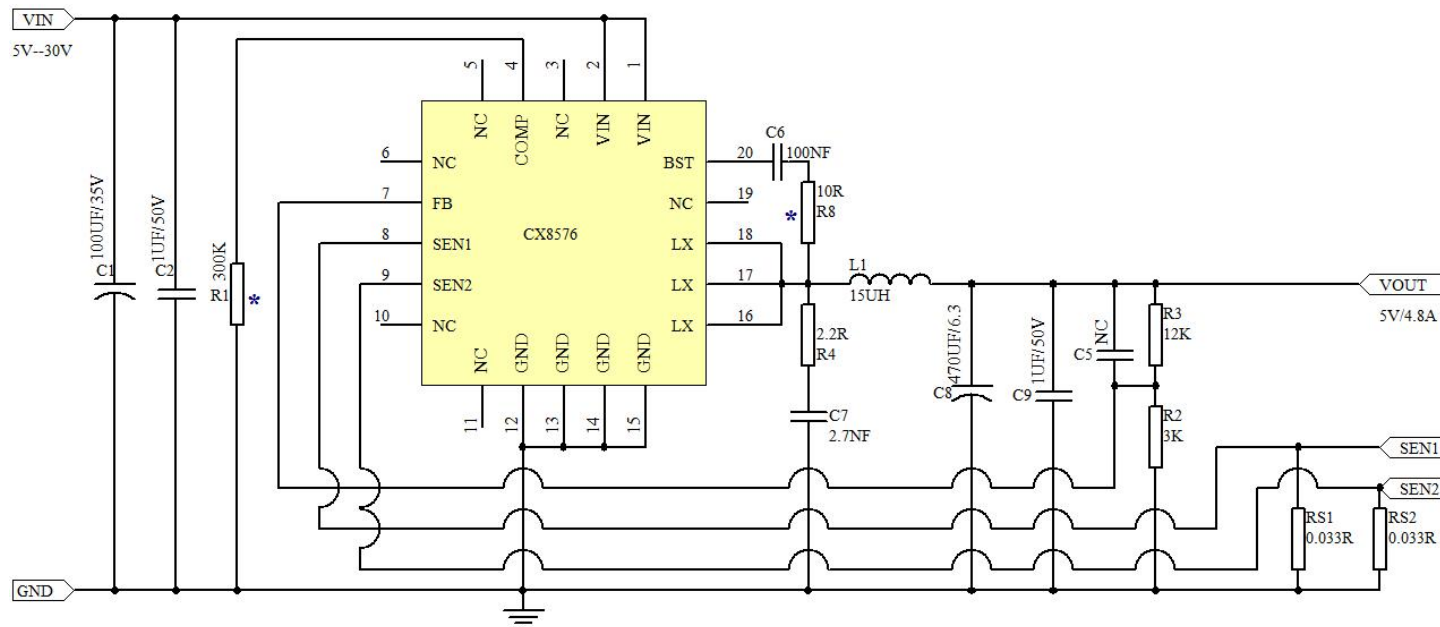 VIN
5V--30V
100UF/35V
C1
1UF/50V
C2
300K
R1
*
5
4
3
2
1
NC
COMP
NC
VIN
VIN
6
NC
7
FB
8
SEN1
9
SEN2
10
NC
CX8576
BST
20
NC
19
LX
18
LX
17
LX
16
NC
GND
GND
GND
GND
11
12
13
14
15
C6
100NF
10R
R8
*
L1
15UH
2.2R
R4
C7
2.7NF
470UF/6.3
C8
1UF/50V
C9
NC
C5
R3
12K
R2
3K
VOUT
5V/4.8A
SEN1
SEN2
RS1
0.033R
RS2
0.033R
GND